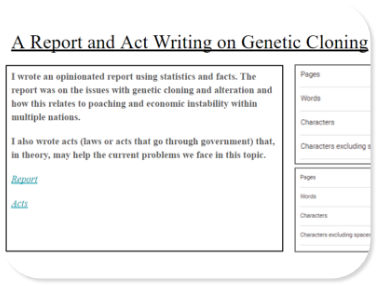 A Report and Act Writing on Genetic Cloning
I wrote an opinionated report using statistics and facts. The
report was on the issues with genetic cloning and alteration and
how this relates to poaching and economic instability within
multiple nations.
I also wrote acts (laws or acts that go through government) that,
in theory, may help the current problems we face in this topic.
Report
Acts
Pages
Words
Characters
Characters excluding s
Pages
Words
Characters
Characters excluding spaces